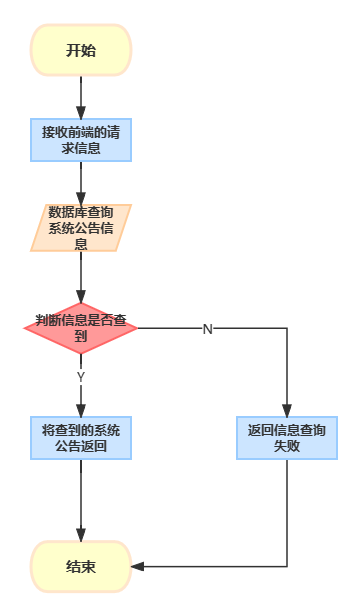 开始
接收前端的请
求信息
数据库查询
系统公告信
息
判断信息是否查
到
N
Y
将查到的系统
公告返回
返回信息查询
失败
结束